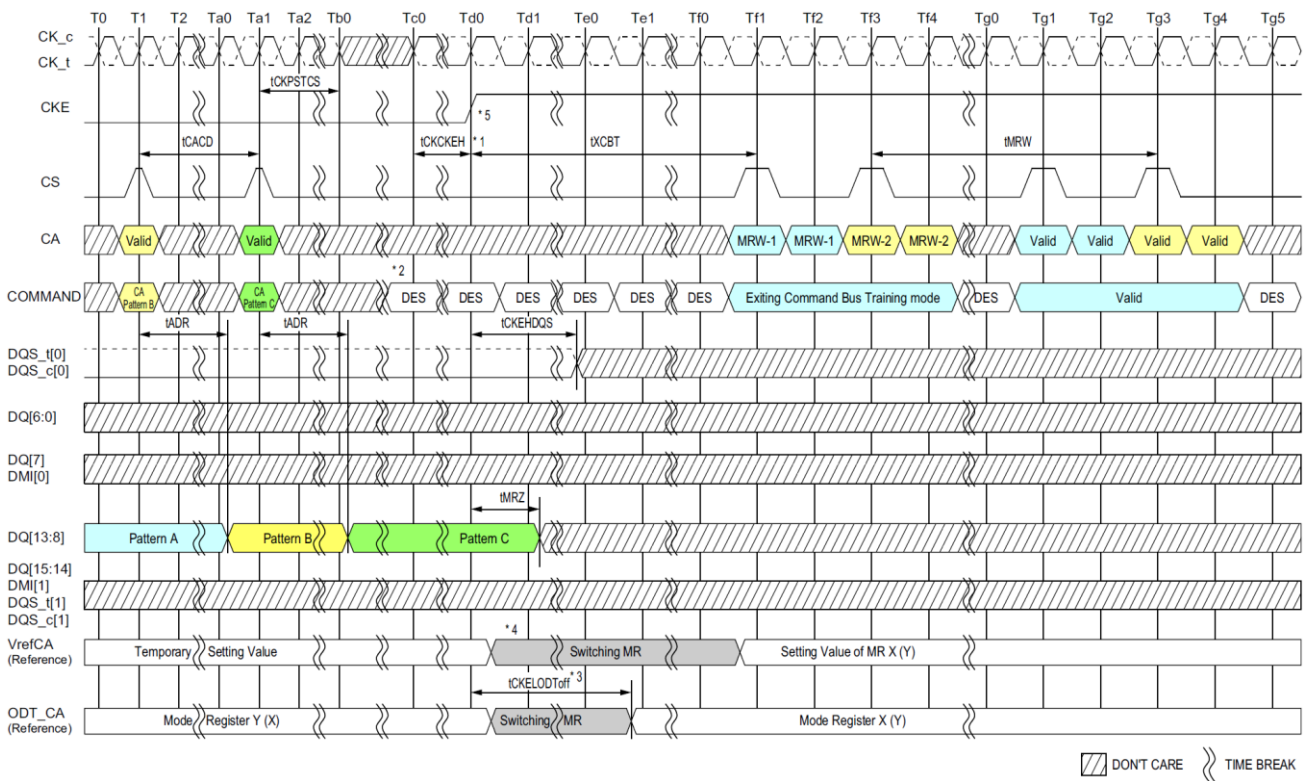 T0 T1 T2 Ta0 Ta1 Ta2 Tb0 Tc0 Td0 Td1 Te0 Te1 Tf0 Tf1 Tf2 Tf3 Tf4 Tg0 Tg1 Tg2 Tg3 Tg4 Tg5
CK_c
CK_t
tCKPSTCS
CKE
* 5
tCACD tCKCKEH * 1 tXCBT tMRW
CS
CA Valid Valid MRW-1 MRW-1 MRW-2 MRW-2 Valid Valid Valid Valid
* 2
COMMAND CA Pattern B CA Pattern C DES DES DES DES DES DES Exiting Command Bus Training mode DES Valid DES
tADR tADR tCKEHDQS
DQS_t[0]
DQS_c[0]
DQ[6:0]
DQ[7]
DMI[0]
tMRZ
DQ[13:8] Pattern A Pattern B Pattern C
DQ[15:14]
DMI[1]
DQS_t[1]
DQS_c[1]
* 4
VrefCA
(Reference)
Temporary Setting Value Switching MR Setting Value of MR X (Y)
tCKELODToff * 3
ODT_CA
(Reference)
Mode Register Y (X) Switching MR Mode Register X (Y)
DON'T CARE TIME BREAK